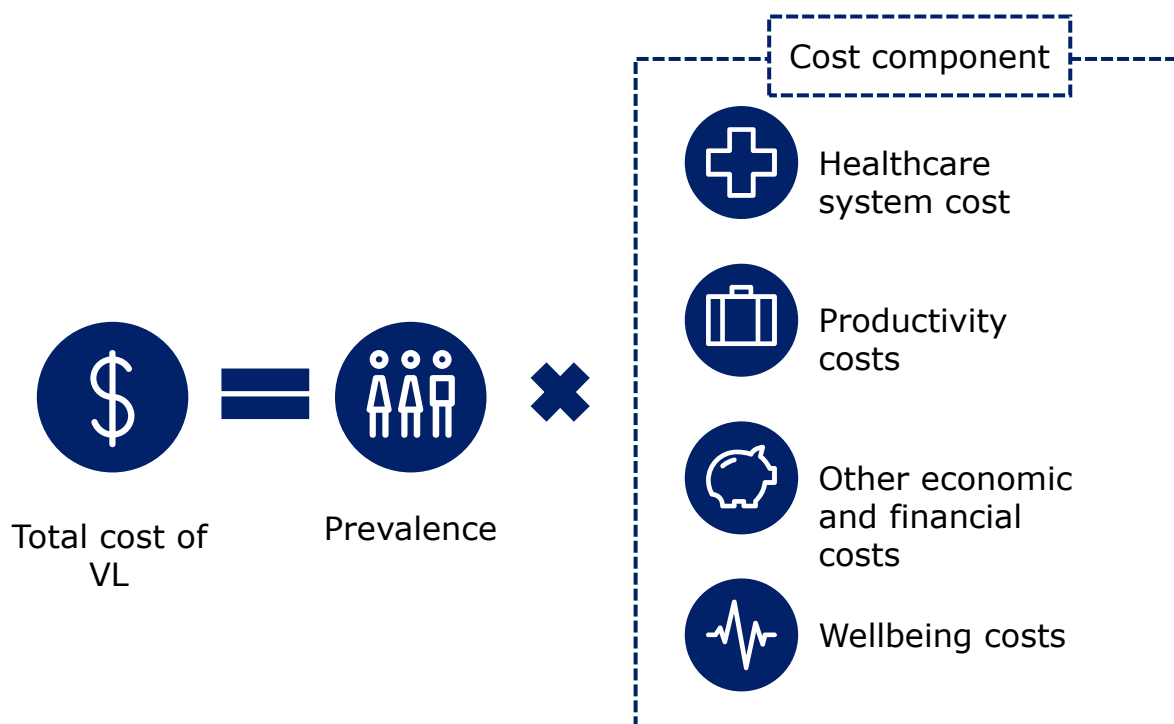 Cost component
Healthcare
system cost
Productivity
costs
Other economic
and financial
costs
Wellbeing costs
Total cost of
VL
Prevalence